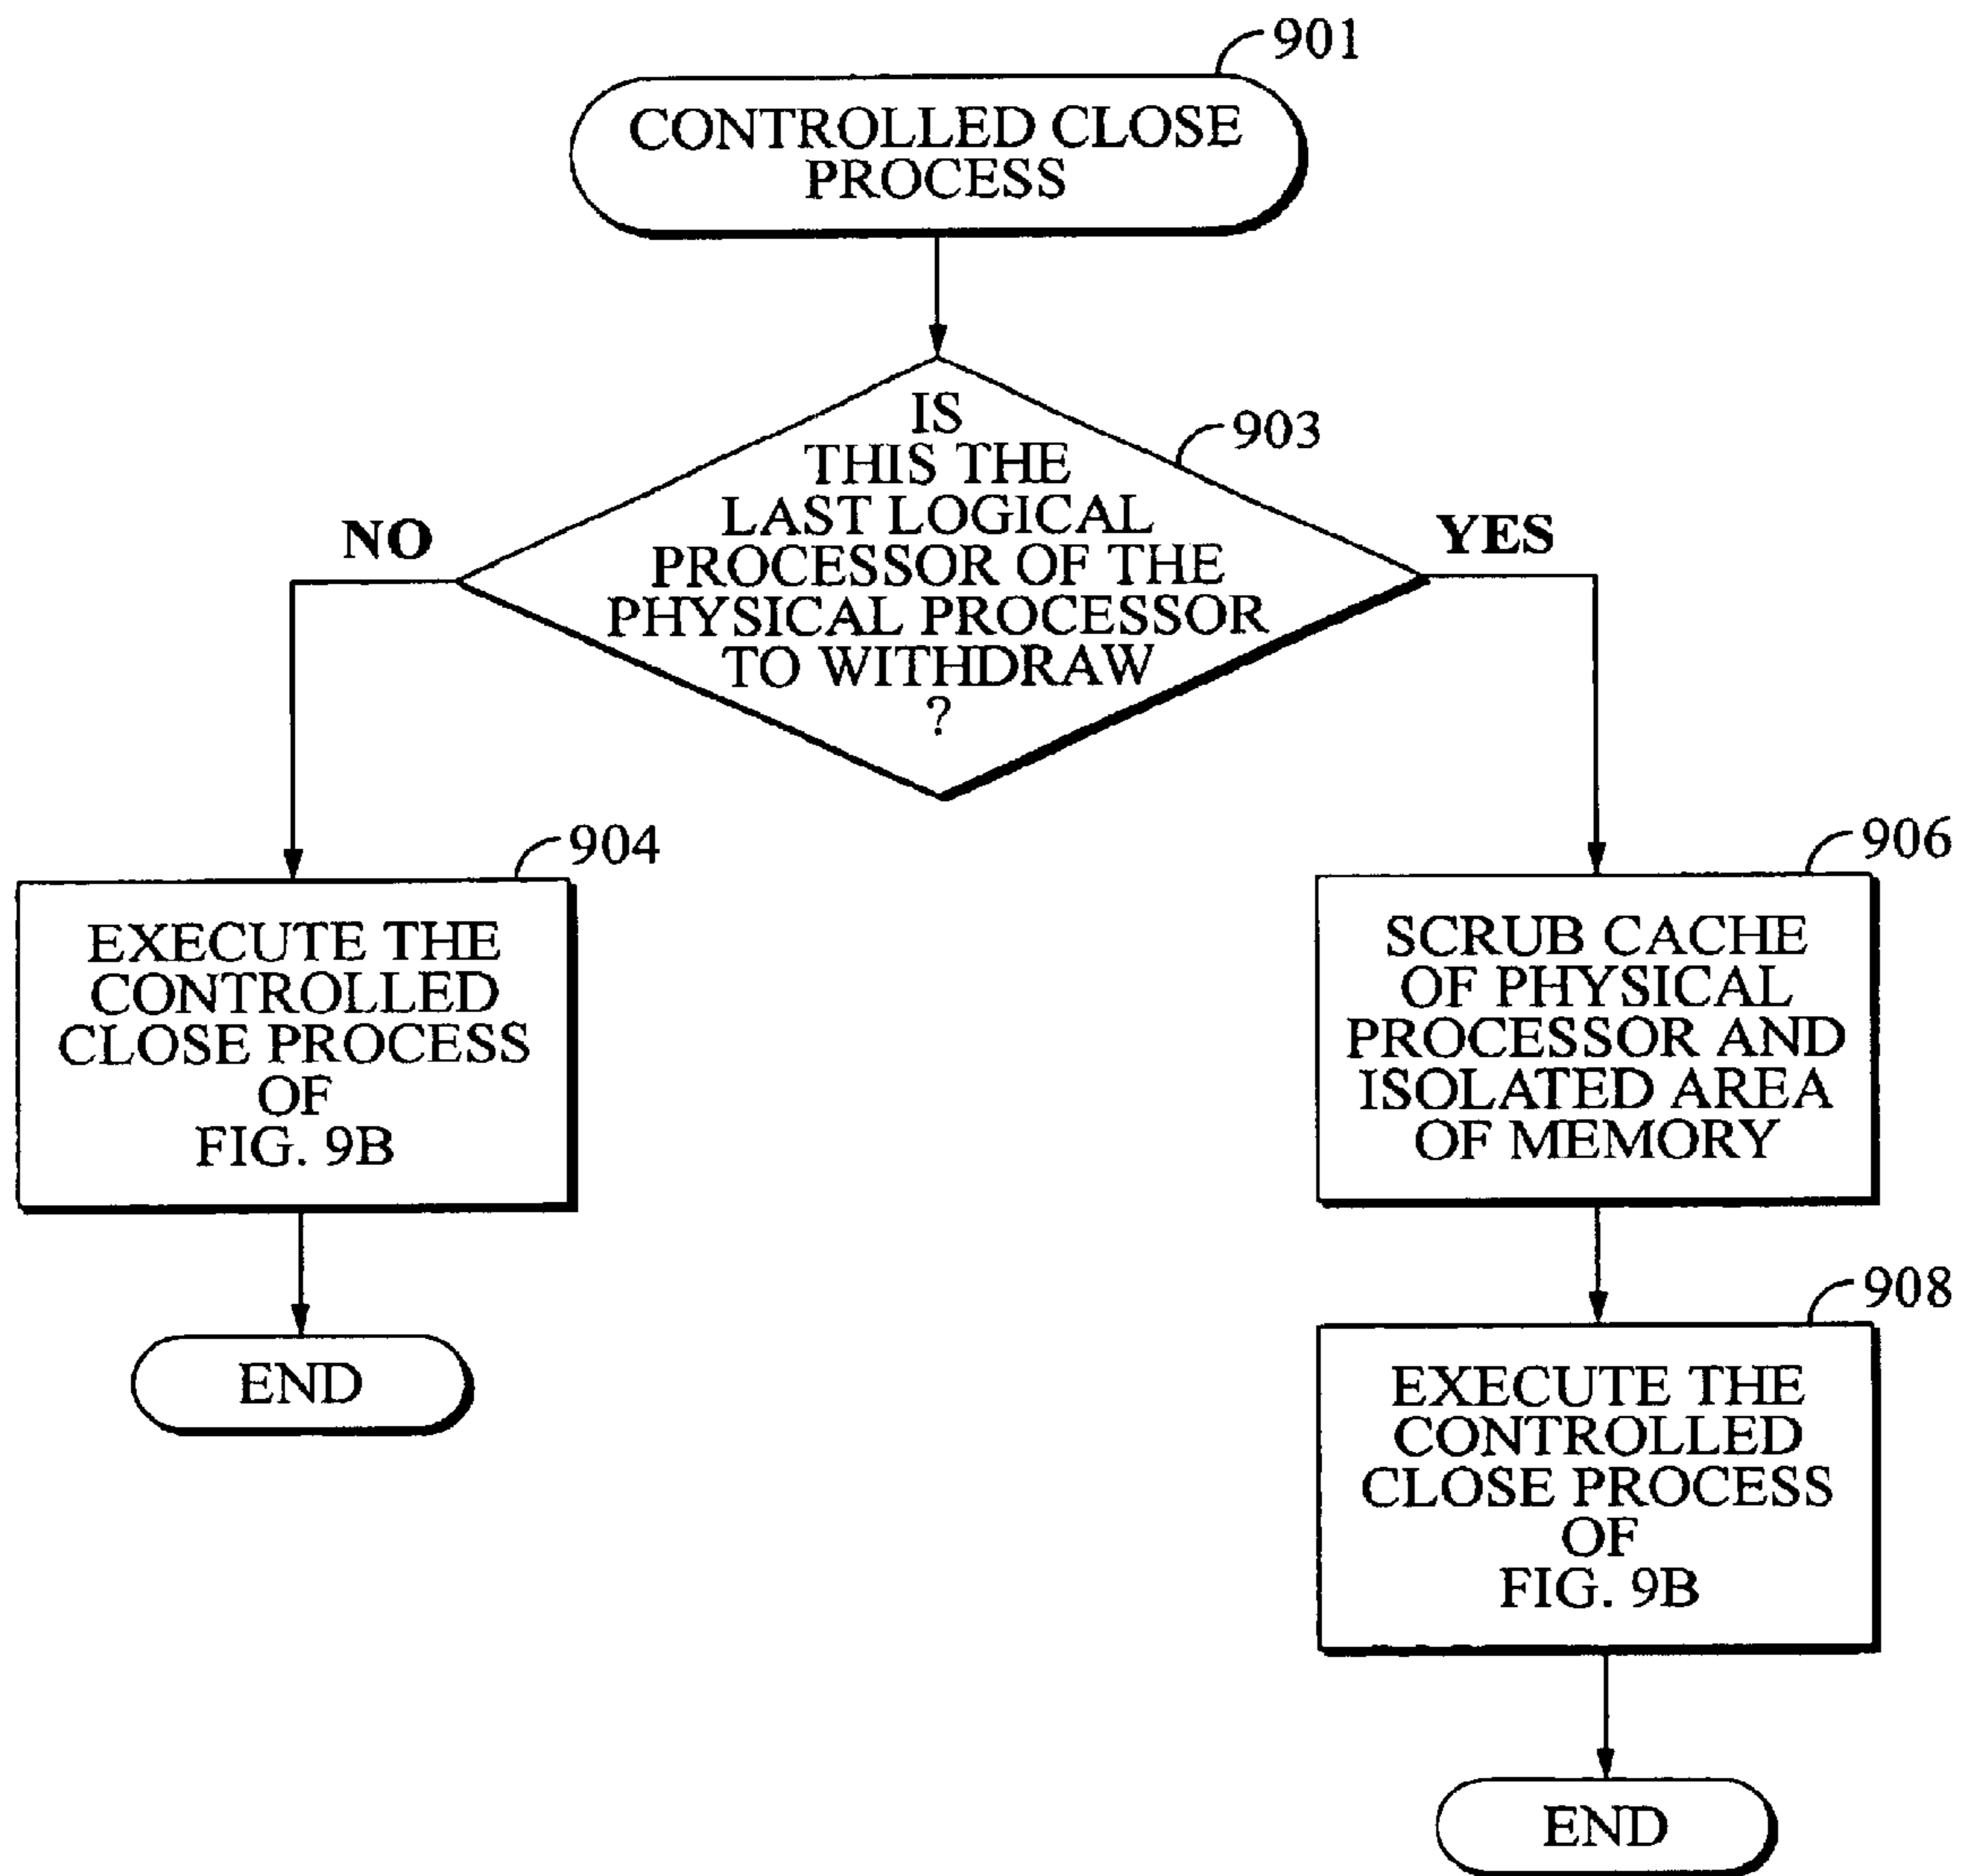 901
CONTROLLED CLOSE
PROCESS
IS
THIS THE
LAST LOGICAL
PROCESSOR OF THE
PHYSICAL PROCESSOR
TO WITHDRAW
?
903
NO
YES
904
EXECUTE THE
CONTROLLED
CLOSE PROCESS
OF
FIG. 9B
END
906
SCRUB CACHE
OF PHYSICAL
PROCESSOR AND
ISOLATED AREA
OF MEMORY
908
EXECUTE THE
CONTROLLED
CLOSE PROCESS
OF
FIG. 9B
END